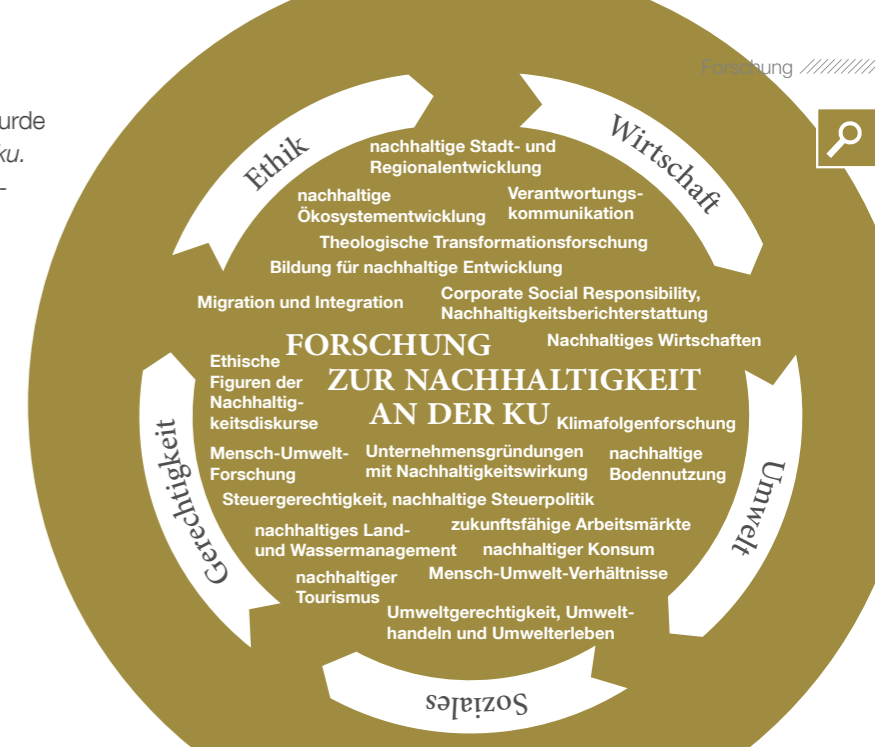 Forschung
urde
ku.
–
Ethik
Wirtschaft
Umwelt
Soziales
Gerechtigkeit
nachhaltige Stadt- und
Regionalentwicklung
nachhaltige
Ökosystementwicklung
Verantwortungs-
kommunikation
Theologische Transformationsforschung
Bildung für nachhaltige Entwicklung
Migration und Integration
Corporate Social Responsibility,
Nachhaltigkeitsberichterstattung
FORSCHUNG
ZUR NACHHALTIGKEIT
AN DER KU
Nachhaltiges Wirtschaften
Ethische
Figuren der
Nachhaltig-
keitsdiskurse
Klimafolgenforschung
Mensch-Umwelt-
Forschung
Unternehmensgründungen
mit Nachhaltigkeitswirkung
nachhaltige
Bodennutzung
Steuergerechtigkeit, nachhaltige Steuerpolitik
nachhaltiges Land-
und Wassermanagement
zukunftsfähige Arbeitsmärkte
nachhaltiger Konsum
nachhaltiger
Tourismus
Mensch-Umwelt-Verhältnisse
Umweltgerechtigkeit, Umwelt-
handeln und Umwelterleben